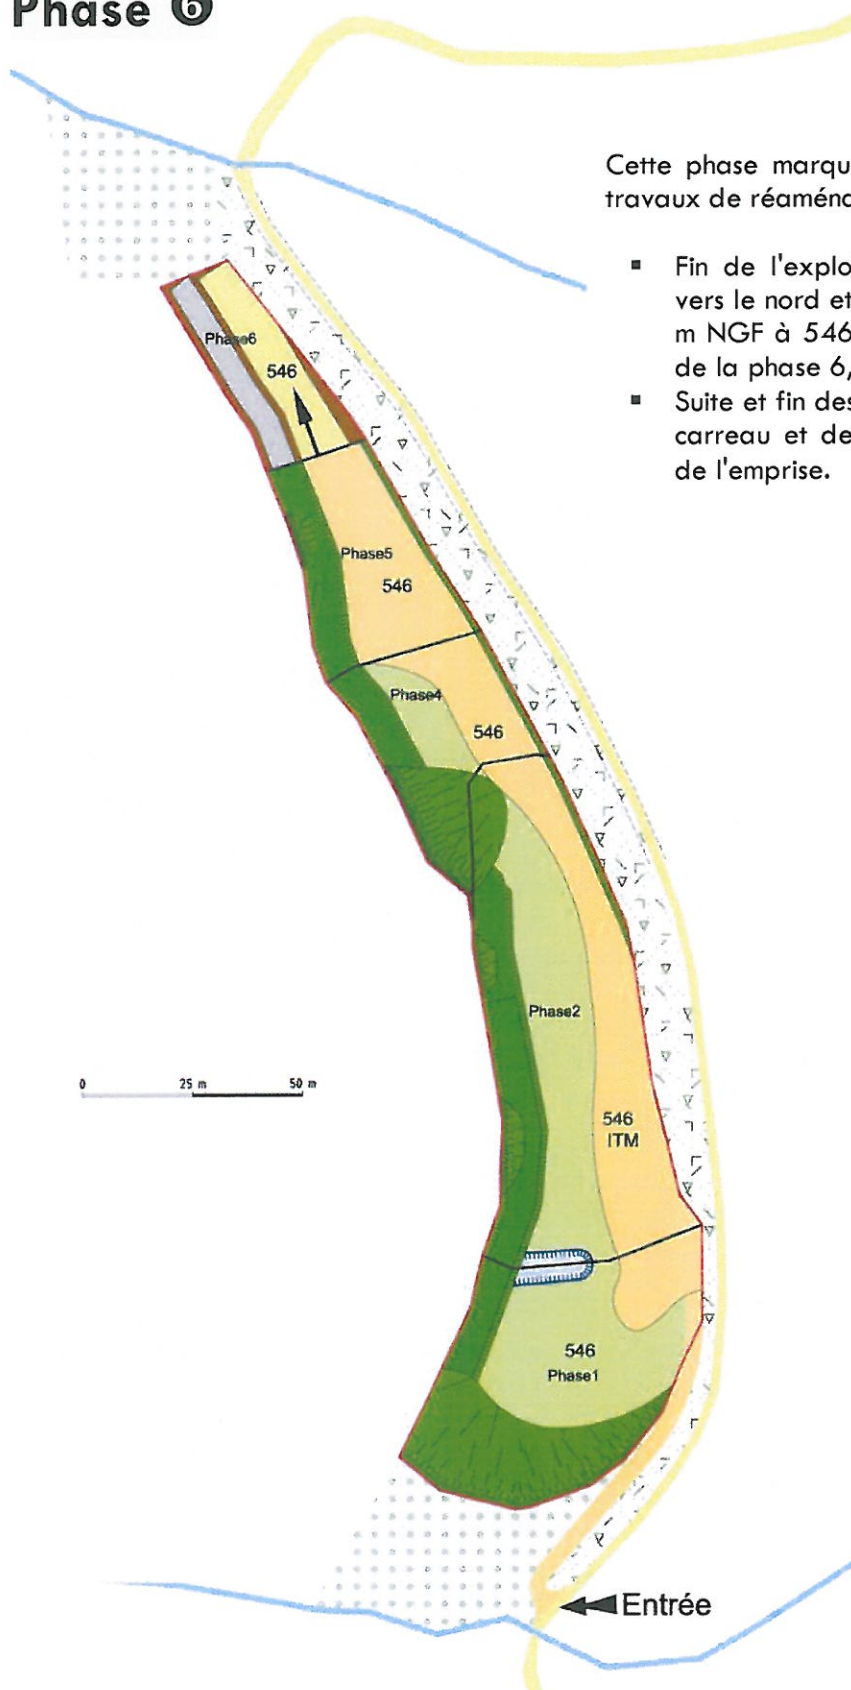 Phase 6
Cette phase marqu
travaux de réaména
▪ Fin de l'explo
vers le nord et
m NGF à 546
de la phase 6,
▪ Suite et fin des
carreau et de
de l'emprise.
Phase6
546
Phase5
546
Phase4
546
Phase2
0 25 m 50 m
546
ITM
546
Phase1
Entrée